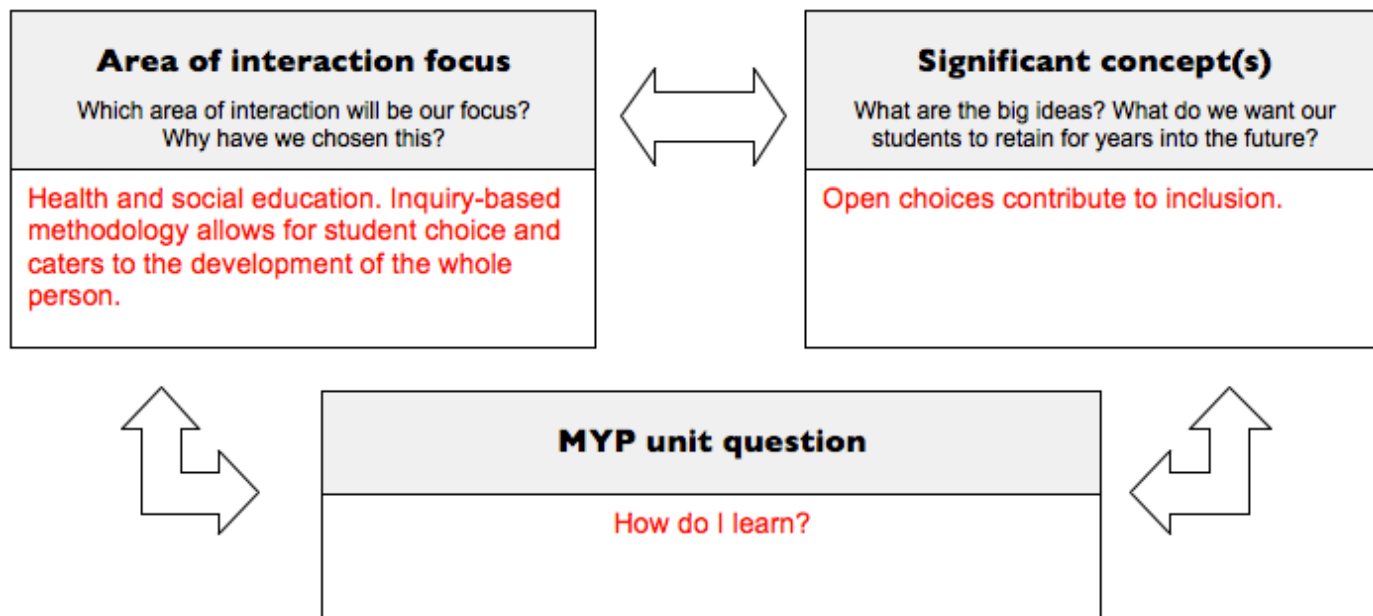 Area of interaction focus
Which area of interaction will be our focus?
Why have we chosen this?
Health and social education. Inquiry-based
methodology allows for student choice and
caters to the development of the whole
person.
Significant concept(s)
What are the big ideas? What do we want our
students to retain for years into the future?
Open choices contribute to inclusion.
MYP unit question
How do I learn?